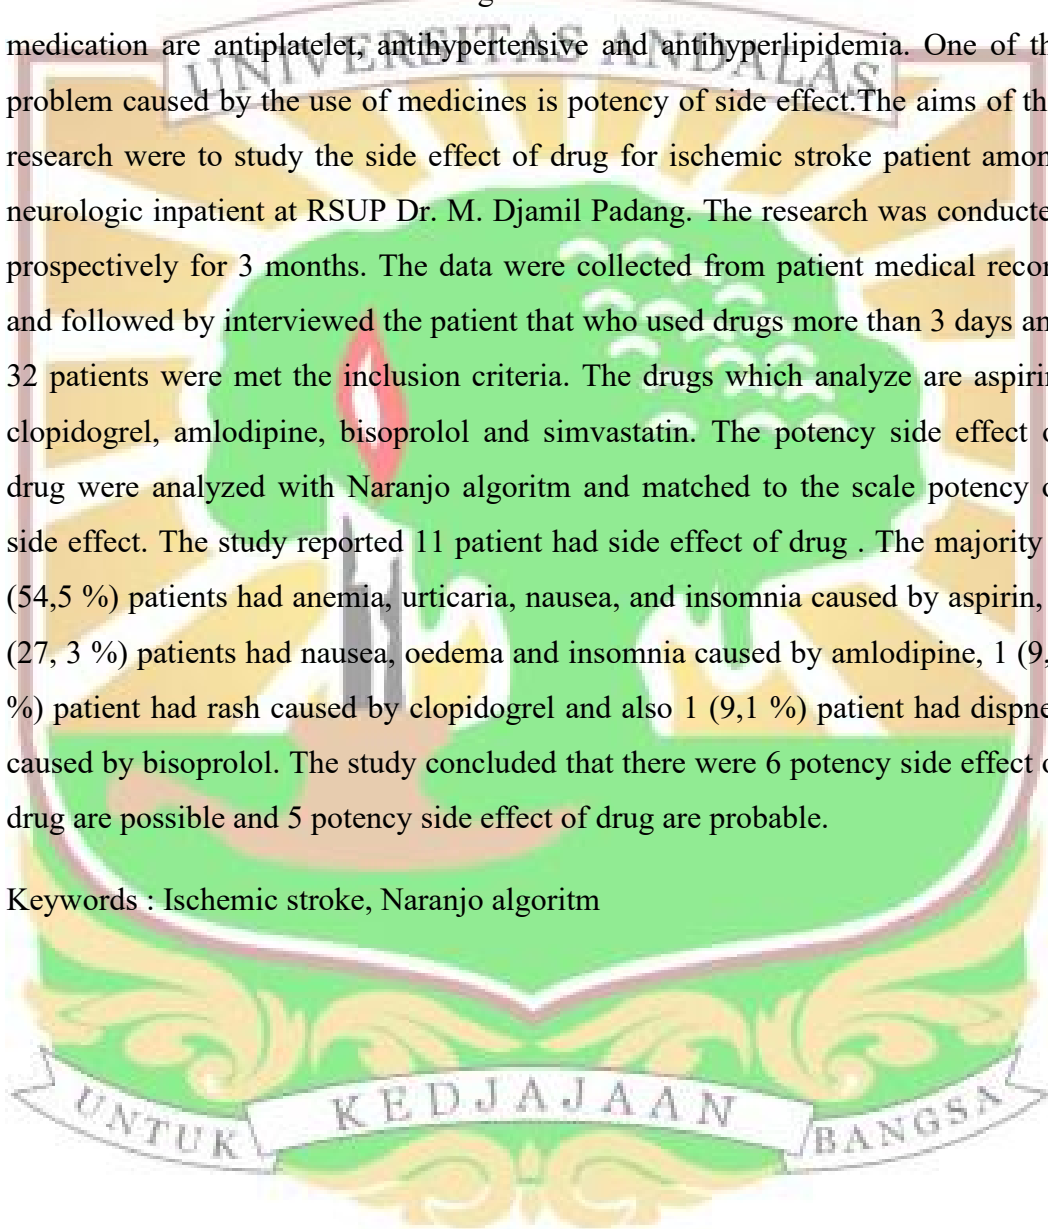 UNIVERSITAS ANDALAS
medication are antiplatelet, antihypertensive and antihyperlipidemia. One of th
problem caused by the use of medicines is potency of side effect.The aims of th
research were to study the side effect of drug for ischemic stroke patient amon
neurologic inpatient at RSUP Dr. M. Djamil Padang. The research was conducte
prospectively for 3 months. The data were collected from patient medical recor
and followed by interviewed the patient that who used drugs more than 3 days an
32 patients were met the inclusion criteria. The drugs which analyze are aspirin
clopidogrel, amlodipine, bisoprolol and simvastatin. The potency side effect o
drug were analyzed with Naranjo algoritm and matched to the scale potency o
side effect. The study reported 11 patient had side effect of drug . The majority
(54,5 %) patients had anemia, urticaria, nausea, and insomnia caused by aspirin,
(27, 3 %) patients had nausea, oedema and insomnia caused by amlodipine, 1 (9,
%) patient had rash caused by clopidogrel and also 1 (9,1 %) patient had dispne
caused by bisoprolol. The study concluded that there were 6 potency side effect o
drug are possible and 5 potency side effect of drug are probable.
Keywords : Ischemic stroke, Naranjo algoritm
UNTUK KEDJAJAAN BANGSA